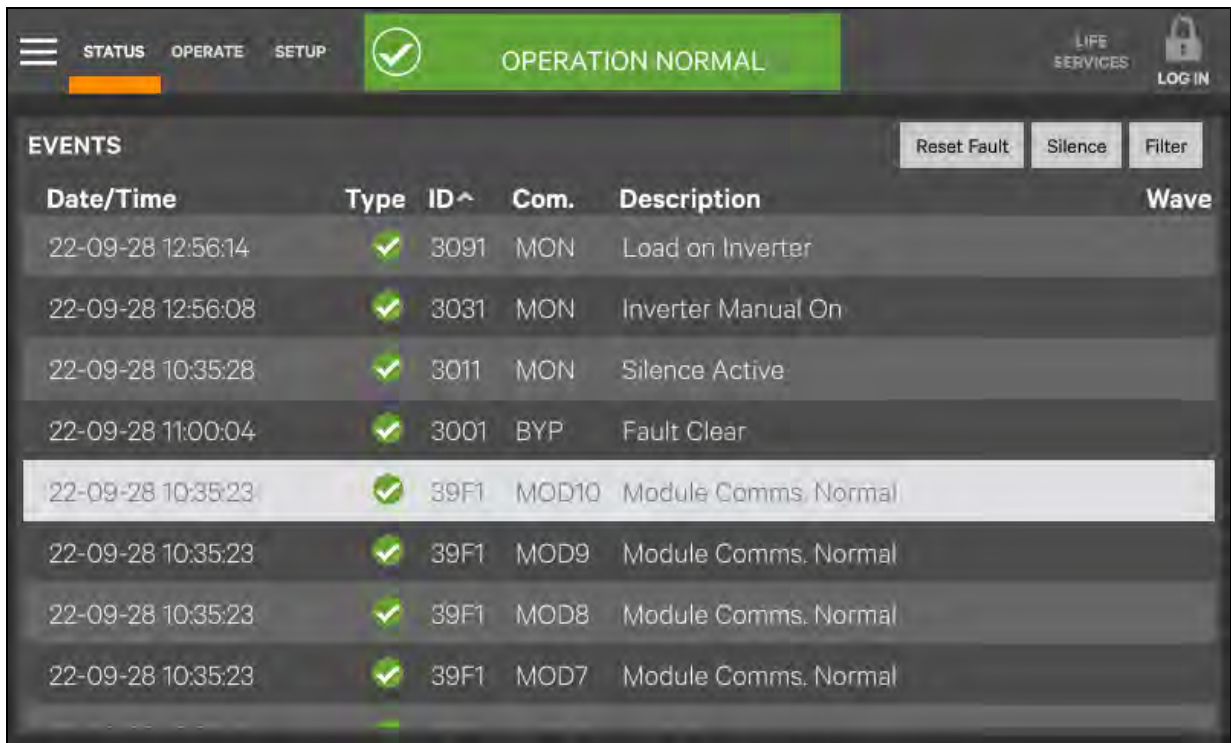 STATUS OPERATE SETUP OPERATION NORMAL LIFE
SERVICES
LOG IN
EVENTS Reset Fault Silence Filter
Date/Time Type ID^ Com. Description Wave
22-09-28 12:56:14 3091 MON Load on Inverter
22-09-28 12:56:08 3031 MON Inverter Manual On
22-09-28 10:35:28 3011 MON Silence Active
22-09-28 11:00:04 3001 BYP Fault Clear
22-09-28 10:35:23 39F1 MOD10 Module Comms. Normal
22-09-28 10:35:23 39F1 MOD9 Module Comms. Normal
22-09-28 10:35:23 39F1 MOD8 Module Comms. Normal
22-09-28 10:35:23 39F1 MOD7 Module Comms. Normal